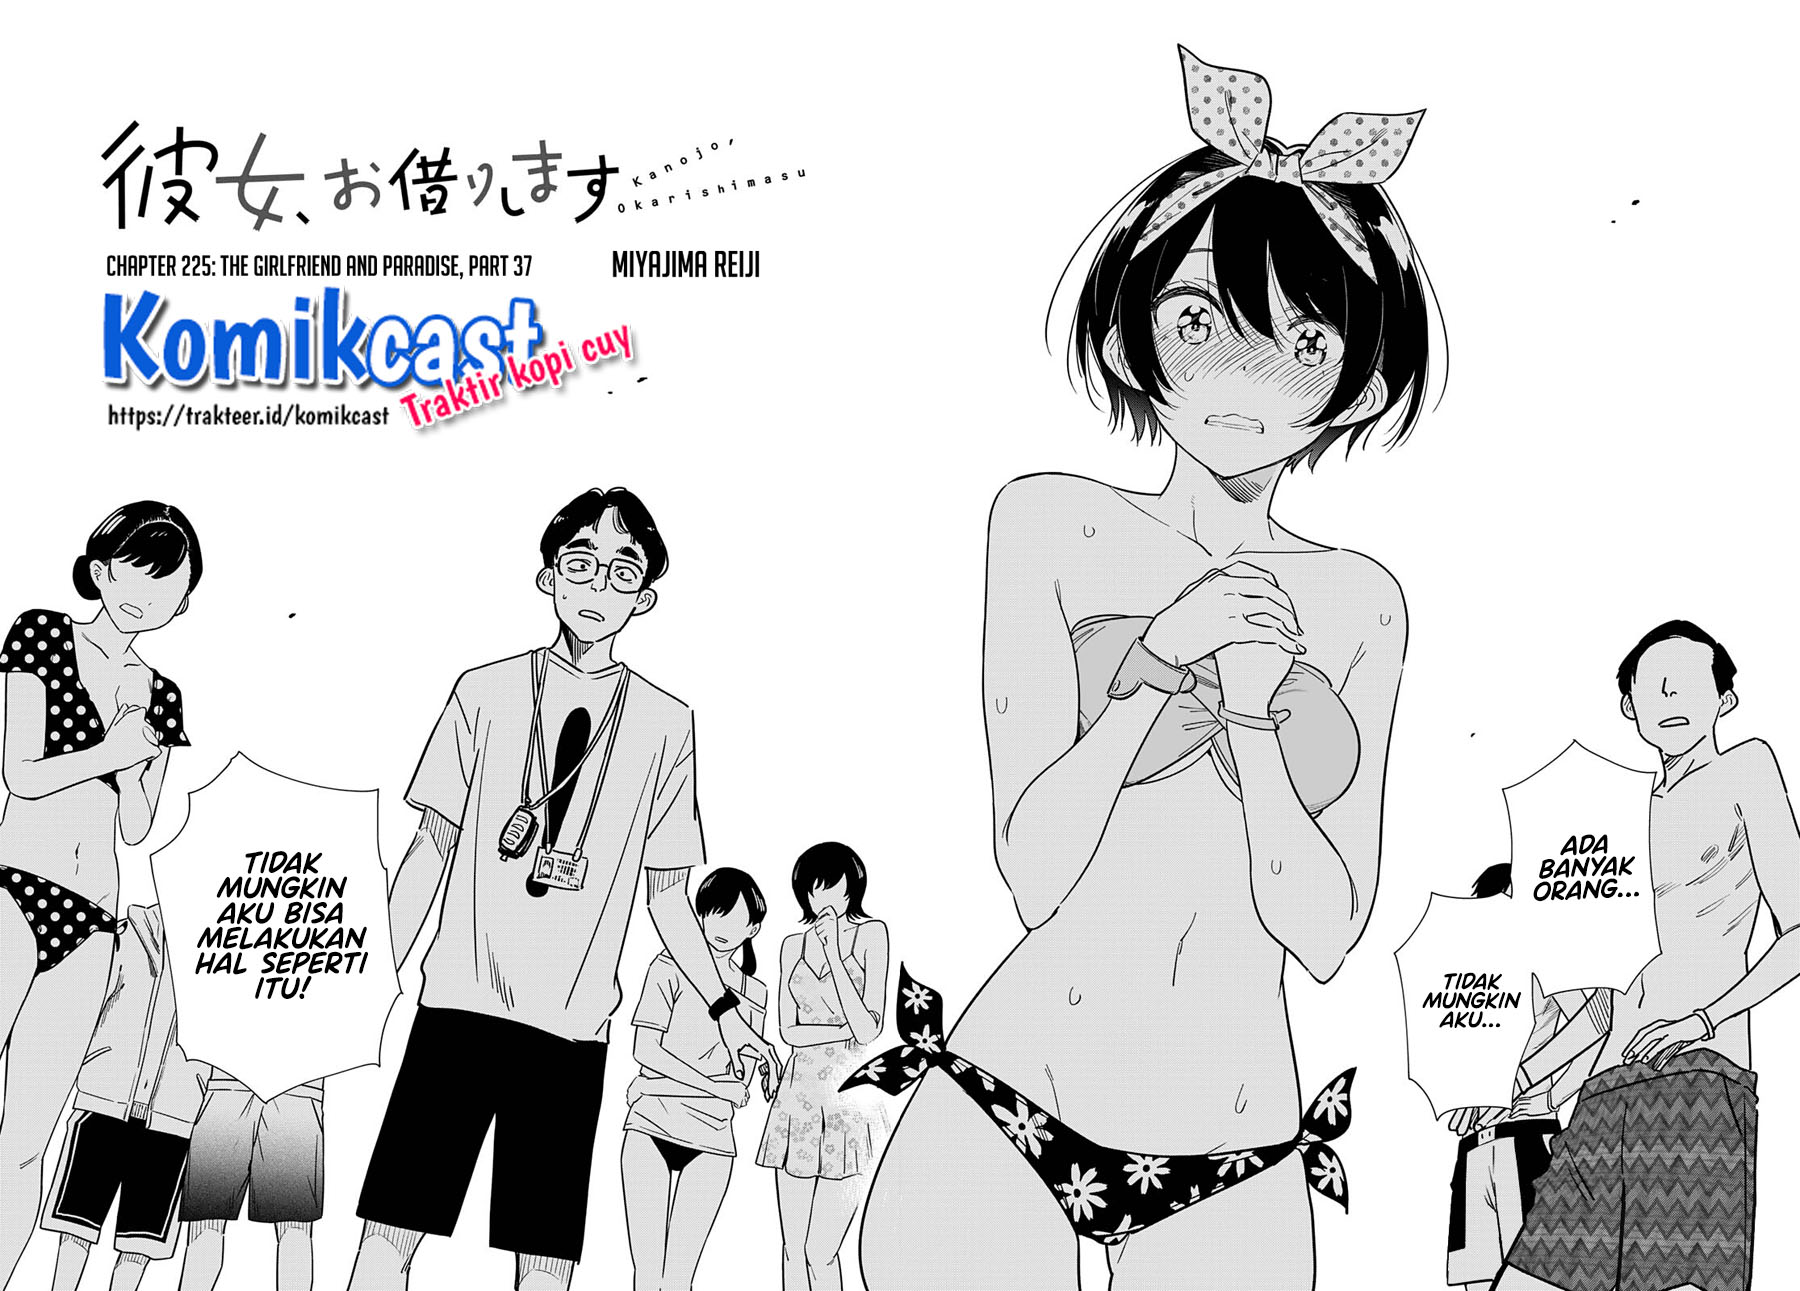 彼女、お借りします
Kanojo,
Okarishimasu
CHAPTER 225: THE GIRLFRIEND AND PARADISE, PART 37
MIYAJIMA REIJI
Komikcast
Traktir kopi cuy
https://trakteer.id/komikcast
ADA
BANYAK
ORANG...
TIDAK
MUNGKIN
AKU...
TIDAK
MUNGKIN
AKU BISA
MELAKUKAN
HAL SEPERTI
ITU!